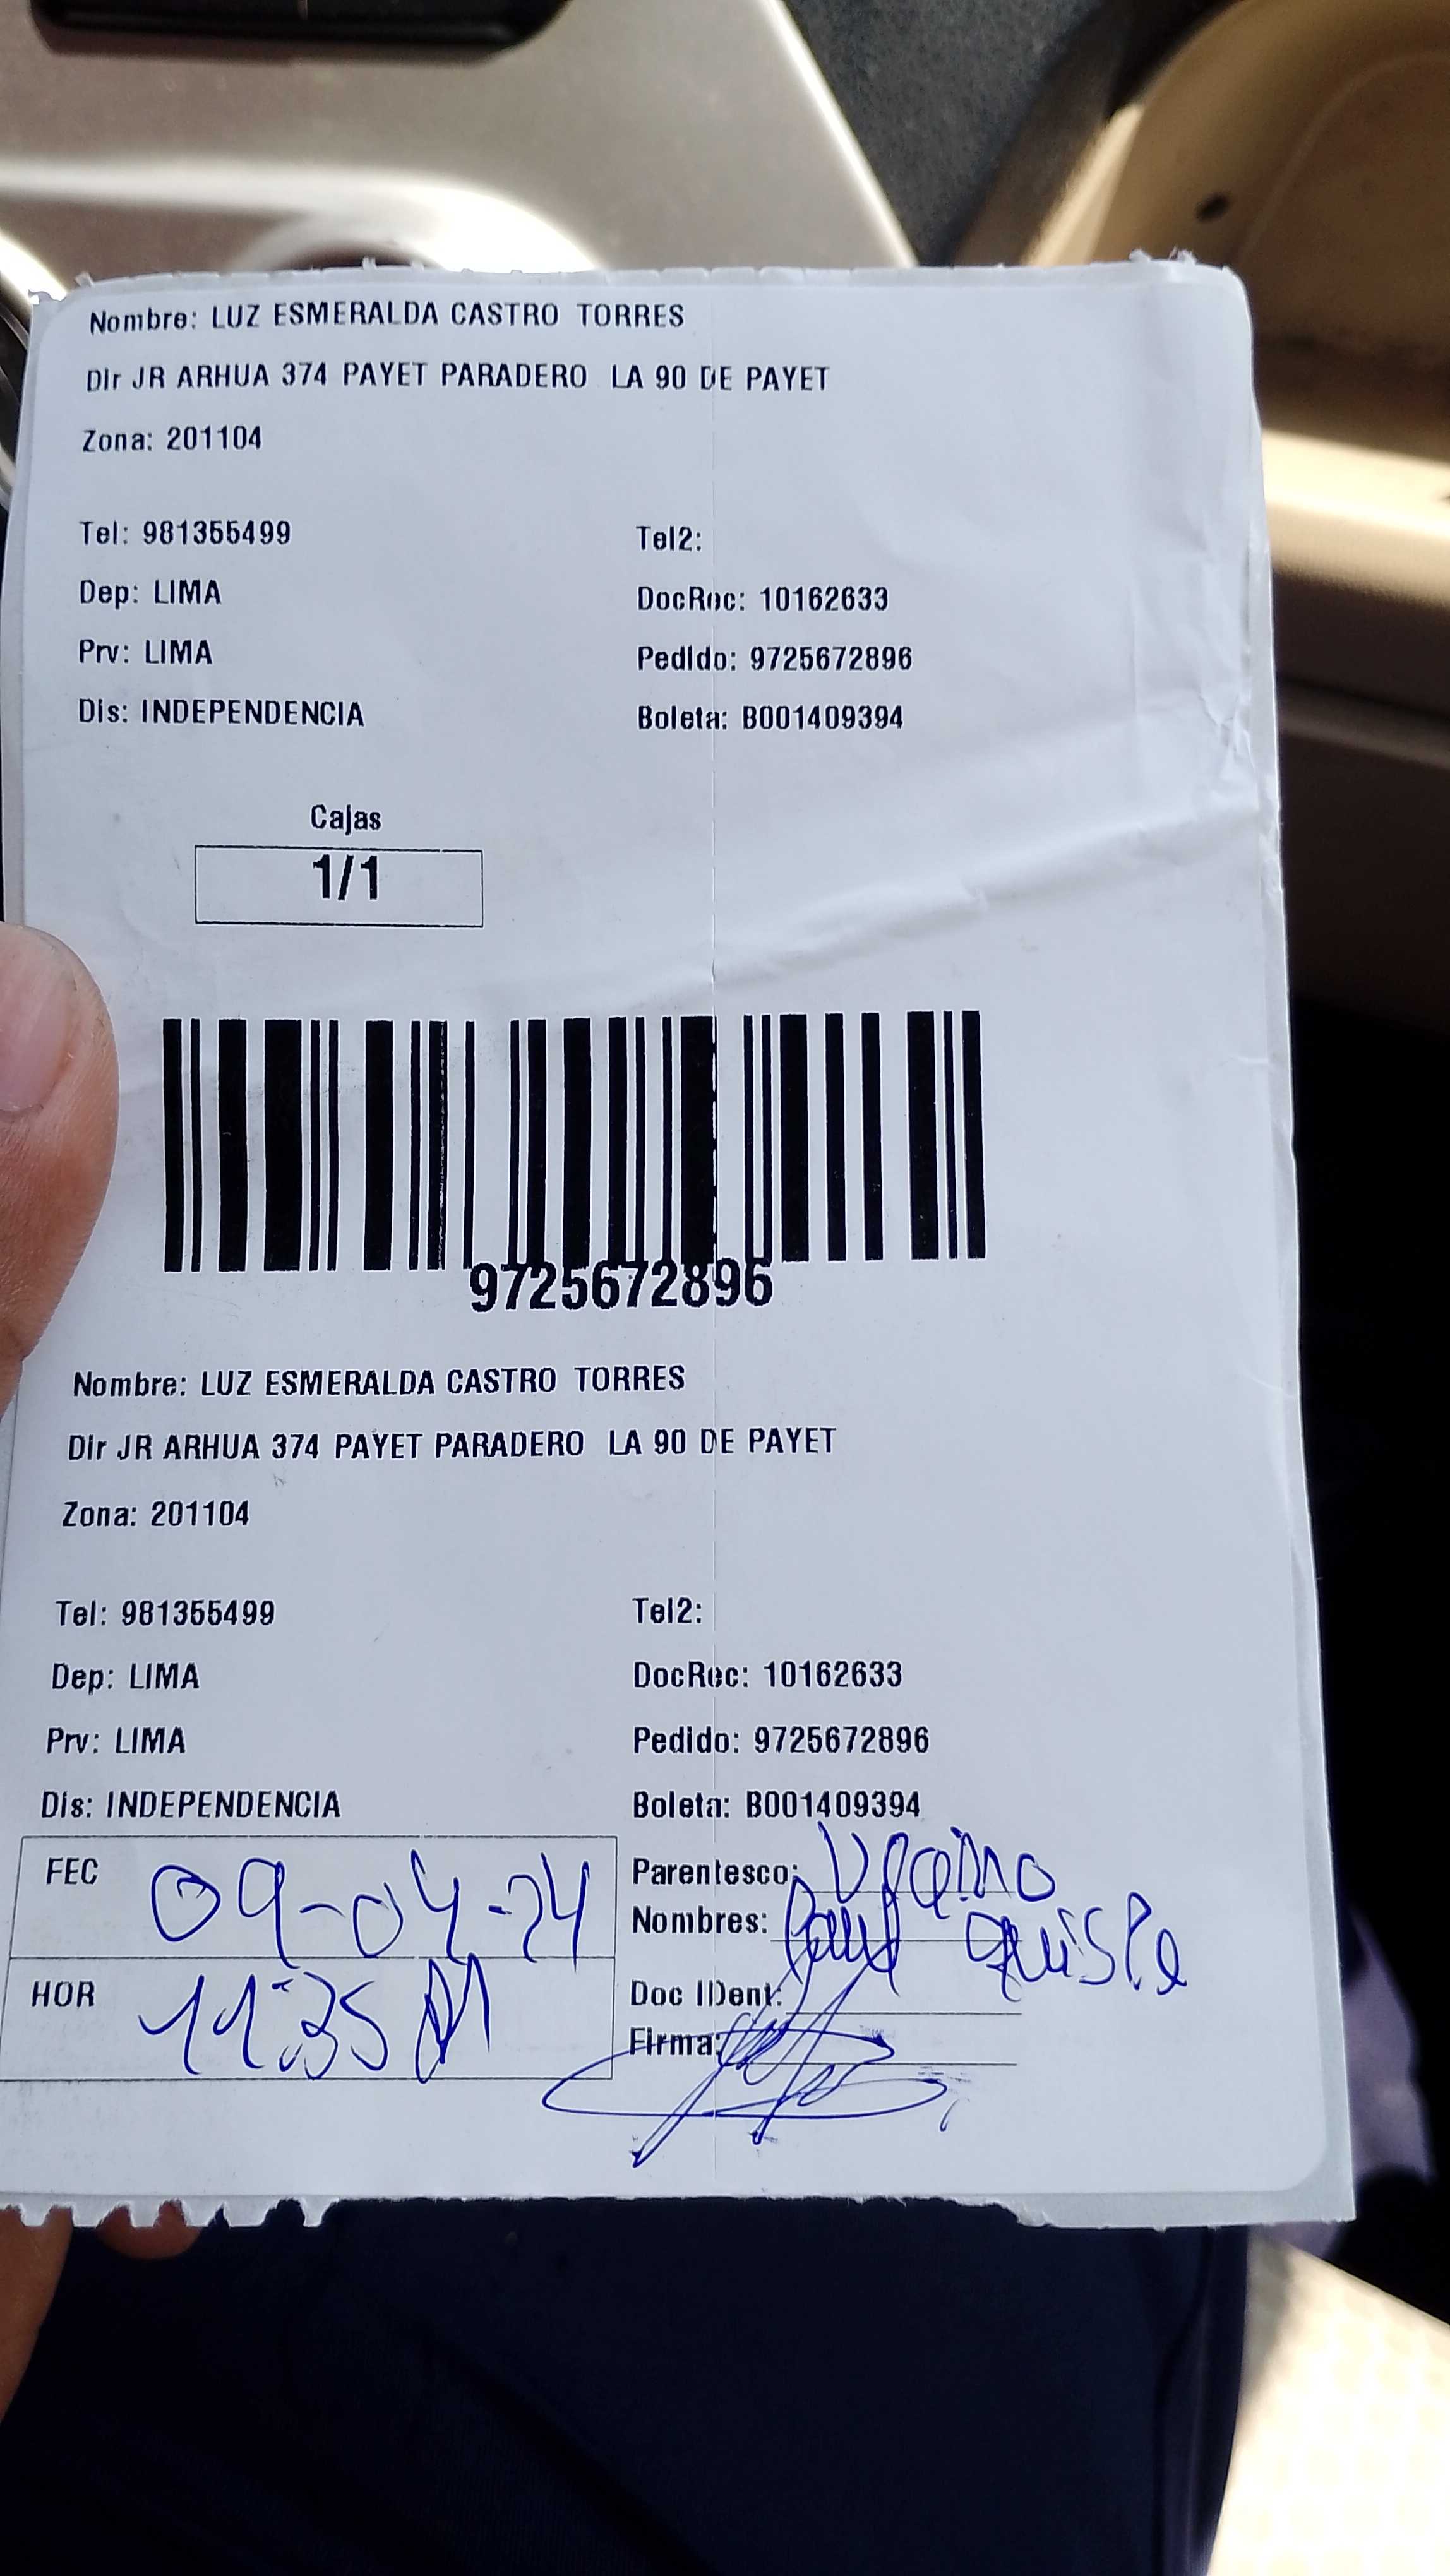 Nombre: LUZ ESMERALDA CASTRO TORRES
Dir JR ARHUA 374 PAYET PARADERO LA 90 DE PAYET
Zona: 201104
Tel: 981355499 Tel2:
Dep: LIMA DocRec: 10162633
Prv: LIMA Pedido: 9725672896
Dis: INDEPENDENCIA Boleta: B001409394
Cajas
1/1
9725672896
Nombre: LUZ ESMERALDA CASTRO TORRES
Dir JR ARHUA 374 PAYET PARADERO LA 90 DE PAYET
Zona: 201104
Tel: 981355499 Tel2:
Dep: LIMA DocRec: 10162633
Prv: LIMA Pedido: 9725672896
Dis: INDEPENDENCIA Boleta: B001409394
FEC 09-04-24 Parentesco:
Nombres: Paul Quispe
HOR 11:35 AM Doc IDent:
Firma: